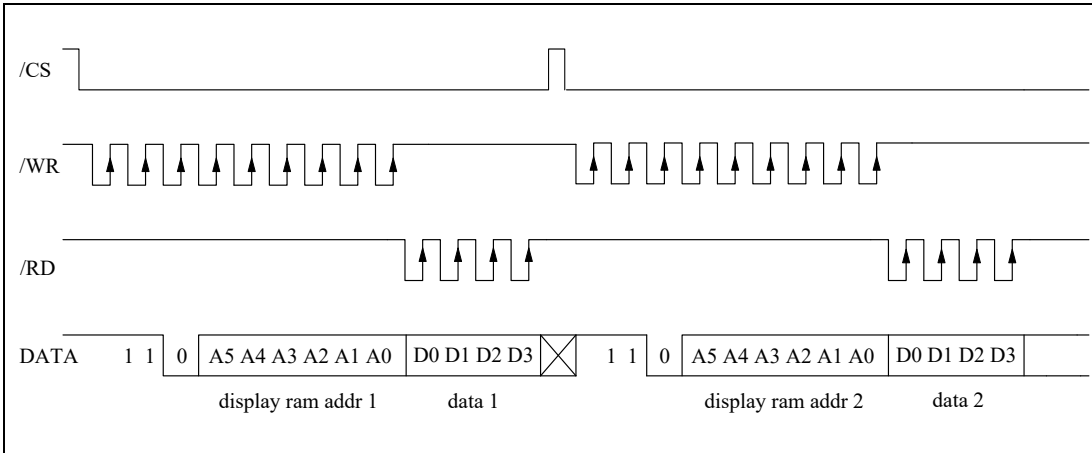 /CS
/WR
/RD
DATA 1 1 0 A5 A4 A3 A2 A1 A0 D0 D1 D2 D3 1 1 0 A5 A4 A3 A2 A1 A0 D0 D1 D2 D3
display ram addr 1 data 1 display ram addr 2 data 2